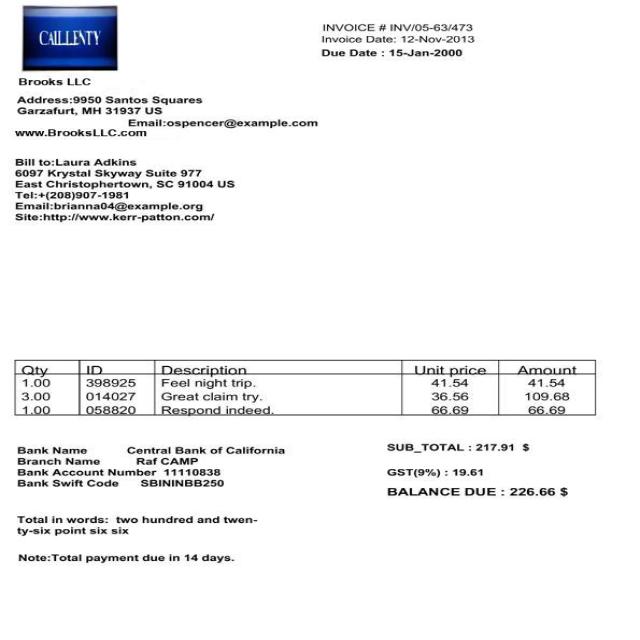 CAILLENTY
INVOICE # INV/05-63/473
Invoice Date: 12-Nov-2013
Due Date : 15-Jan-2000
Brooks LLC
Address:9950 Santos Squares
Garzafurt, MH 31937 US
Email:ospencer@example.com
www.BrooksLLC.com
Bill to:Laura Adkins
6097 Krystal Skyway Suite 977
East Christophertown, SC 91004 US
Tel:+(208)907-1981
Email:brianna04@example.org
Site:http://www.kerr-patton.com/
Qty ID Description Unit price Amount
1.00 398925 Feel night trip. 41.54 41.54
3.00 014027 Great claim try. 36.56 109.68
1.00 058820 Respond indeed. 66.69 66.69
Bank Name Central Bank of California
Branch Name Raf CAMP
Bank Account Number 11110838
Bank Swift Code SBININBB250
SUB_TOTAL : 217.91 $
GST(9%) : 19.61
BALANCE DUE : 226.66 $
Total in words: two hundred and twen-
ty-six point six six
Note:Total payment due in 14 days.